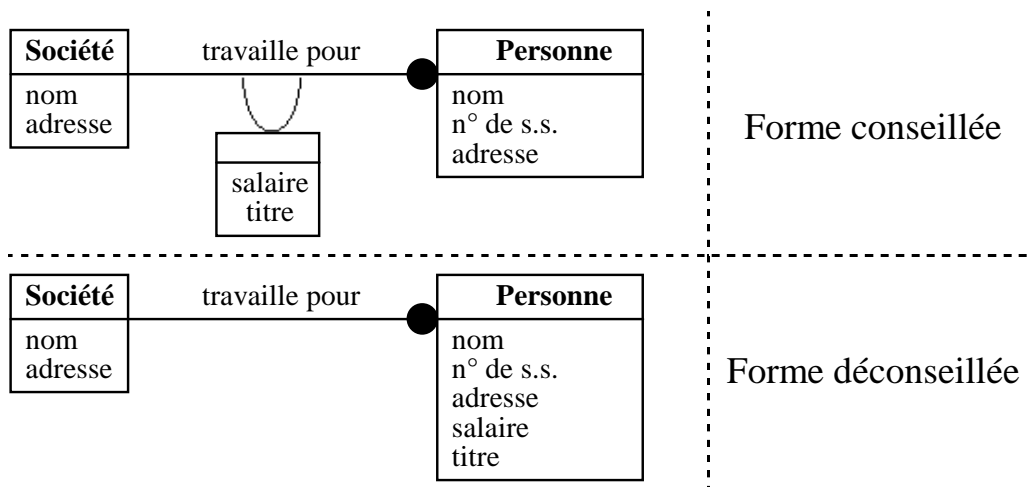 Société
travaille pour
Personne
nom
adresse
nom
n° de s.s.
adresse
salaire
titre
Forme conseillée
Société
travaille pour
Personne
nom
adresse
nom
n° de s.s.
adresse
salaire
titre
Forme déconseillée